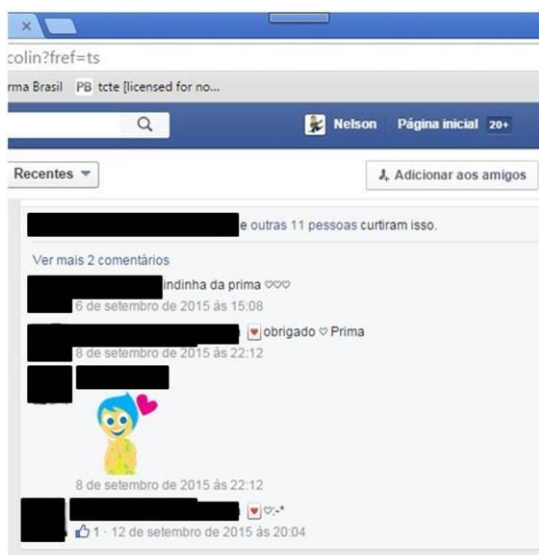 colin?fref=ts
rma Brasil PB tcte [licensed for no...
Nelson Página inicial 20+
Recentes
Adicionar aos amigos
e outras 11 pessoas curtiram isso.
Ver mais 2 comentários
indinha da prima ♡♡♡
6 de setembro de 2015 às 15:08
obrigado ♡ Prima
8 de setembro de 2015 às 22:12
8 de setembro de 2015 às 22:12
♡:-*
1 · 12 de setembro de 2015 às 20:04